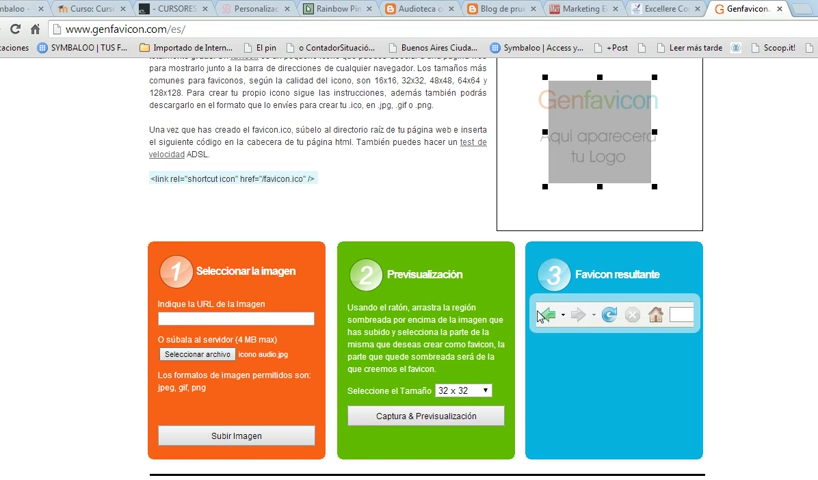 mbaloo -
Curso: Curs
- CURSORES
Personaliza
Rainbow Pin
Audioteca c
Blog de pru
Marketing E
Excellere Co
Genfavicon.
www.genfavicon.com/es/
caciones
SYMBALOO | TUS F...
Importado de Intern...
El pin
o ContadorSituació...
Buenos Aires Ciuda...
Symbaloo | Access y...
+Post
Leer más tarde
Scoop.it!
para mostrarlo junto a la barra de direcciones de cualquier navegador. Los tamaños más
comunes para faviconos, según la calidad del icono, son 16x16, 32x32, 48x48, 64x64 y
128x128. Para crear tu propio icono sigue las instrucciones, además también podrás
descargarlo en el formato que lo envíes para crear tu .ico, en .jpg, .gif o .png.
Una vez que has creado el favicon.ico, súbelo al directorio raíz de tu página web e inserta
el siguiente código en la cabecera de tu página html. También puedes hacer un test de
velocidad ADSL.
<link rel="shortcut icon" href="/favicon.ico" />
Genfavicon
Aqui aparecera
tu Logo
1 Seleccionar la imagen
Indique la URL de la Imagen
O súbala al servidor (4 MB max)
Seleccionar archivo icono audio.jpg
Los formatos de imagen permitidos son:
jpeg, gif, png
Subir Imagen
2 Previsualización
Usando el ratón, arrastra la región
sombreada por encima de la imagen que
has subido y selecciona la parte de la
misma que deseas crear como favicon, la
parte que quede sombreada será de la
que creemos el favicon.
Seleccione el Tamaño 32 x 32
Captura & Previsualización
3 Favicon resultante